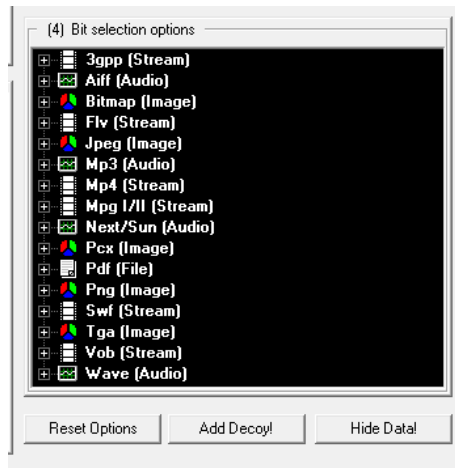 (4) Bit selection options
3gpp (Stream)
Aiff (Audio)
Bitmap (Image)
Flv (Stream)
Jpeg (Image)
Mp3 (Audio)
Mp4 (Stream)
Mpg I/II (Stream)
Next/Sun (Audio)
Pcx (Image)
Pdf (File)
Png (Image)
Swf (Stream)
Tga (Image)
Vob (Stream)
Wave (Audio)
Reset Options Add Decoy! Hide Data!